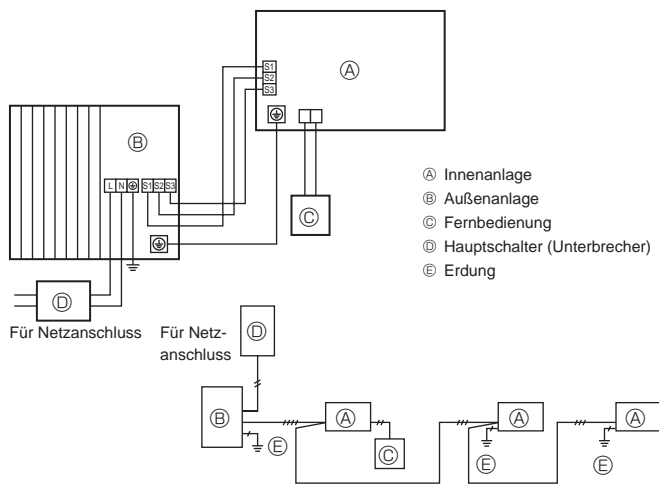 S1
S2
S3
Ⓐ
Ⓑ
L N S1 S2 S3
Ⓒ
Ⓐ Innenanlage
Ⓑ Außenanlage
Ⓒ Fernbedienung
Ⓓ Hauptschalter (Unterbrecher)
Ⓔ Erdung
Ⓓ
Für Netzanschluss
Für Netz-
anschluss
Ⓓ
Ⓑ
Ⓔ
Ⓐ
Ⓒ
Ⓐ
Ⓔ
Ⓐ
Ⓔ